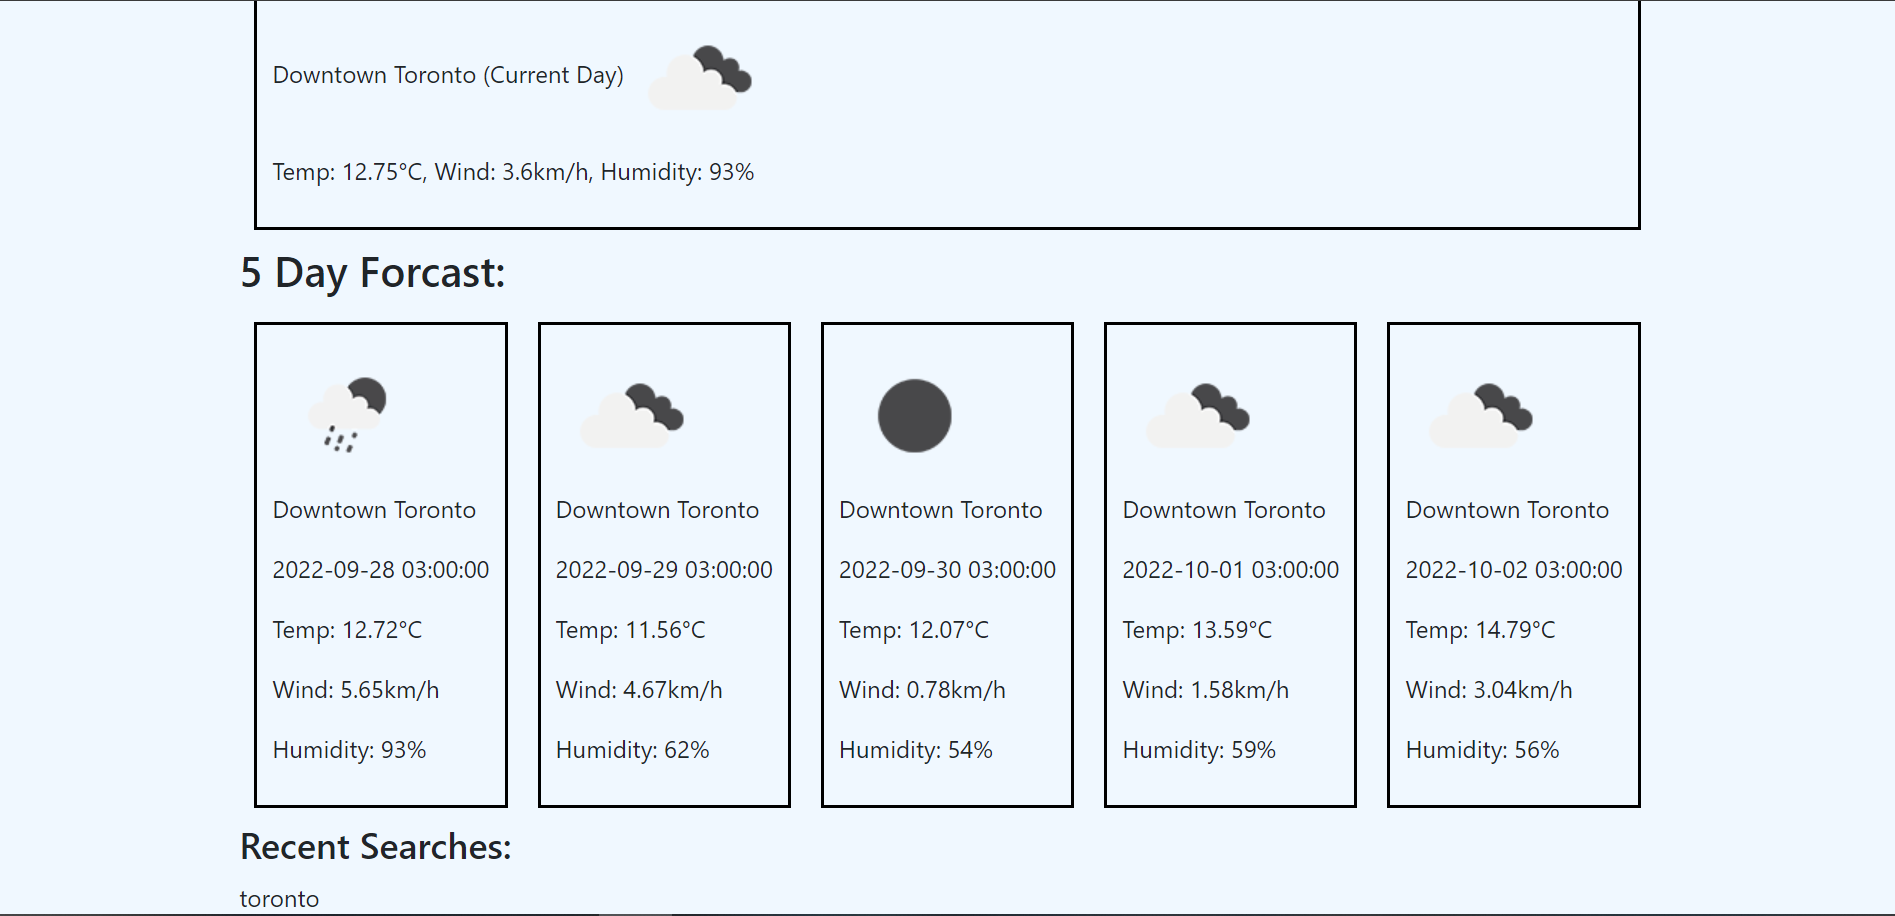 Downtown Toronto (Current Day)
Temp: 12.75°C, Wind: 3.6km/h, Humidity: 93%
5 Day Forcast:
Downtown Toronto
2022-09-28 03:00:00
Temp: 12.72°C
Wind: 5.65km/h
Humidity: 93%
Downtown Toronto
2022-09-29 03:00:00
Temp: 11.56°C
Wind: 4.67km/h
Humidity: 62%
Downtown Toronto
2022-09-30 03:00:00
Temp: 12.07°C
Wind: 0.78km/h
Humidity: 54%
Downtown Toronto
2022-10-01 03:00:00
Temp: 13.59°C
Wind: 1.58km/h
Humidity: 59%
Downtown Toronto
2022-10-02 03:00:00
Temp: 14.79°C
Wind: 3.04km/h
Humidity: 56%
Recent Searches:
toronto